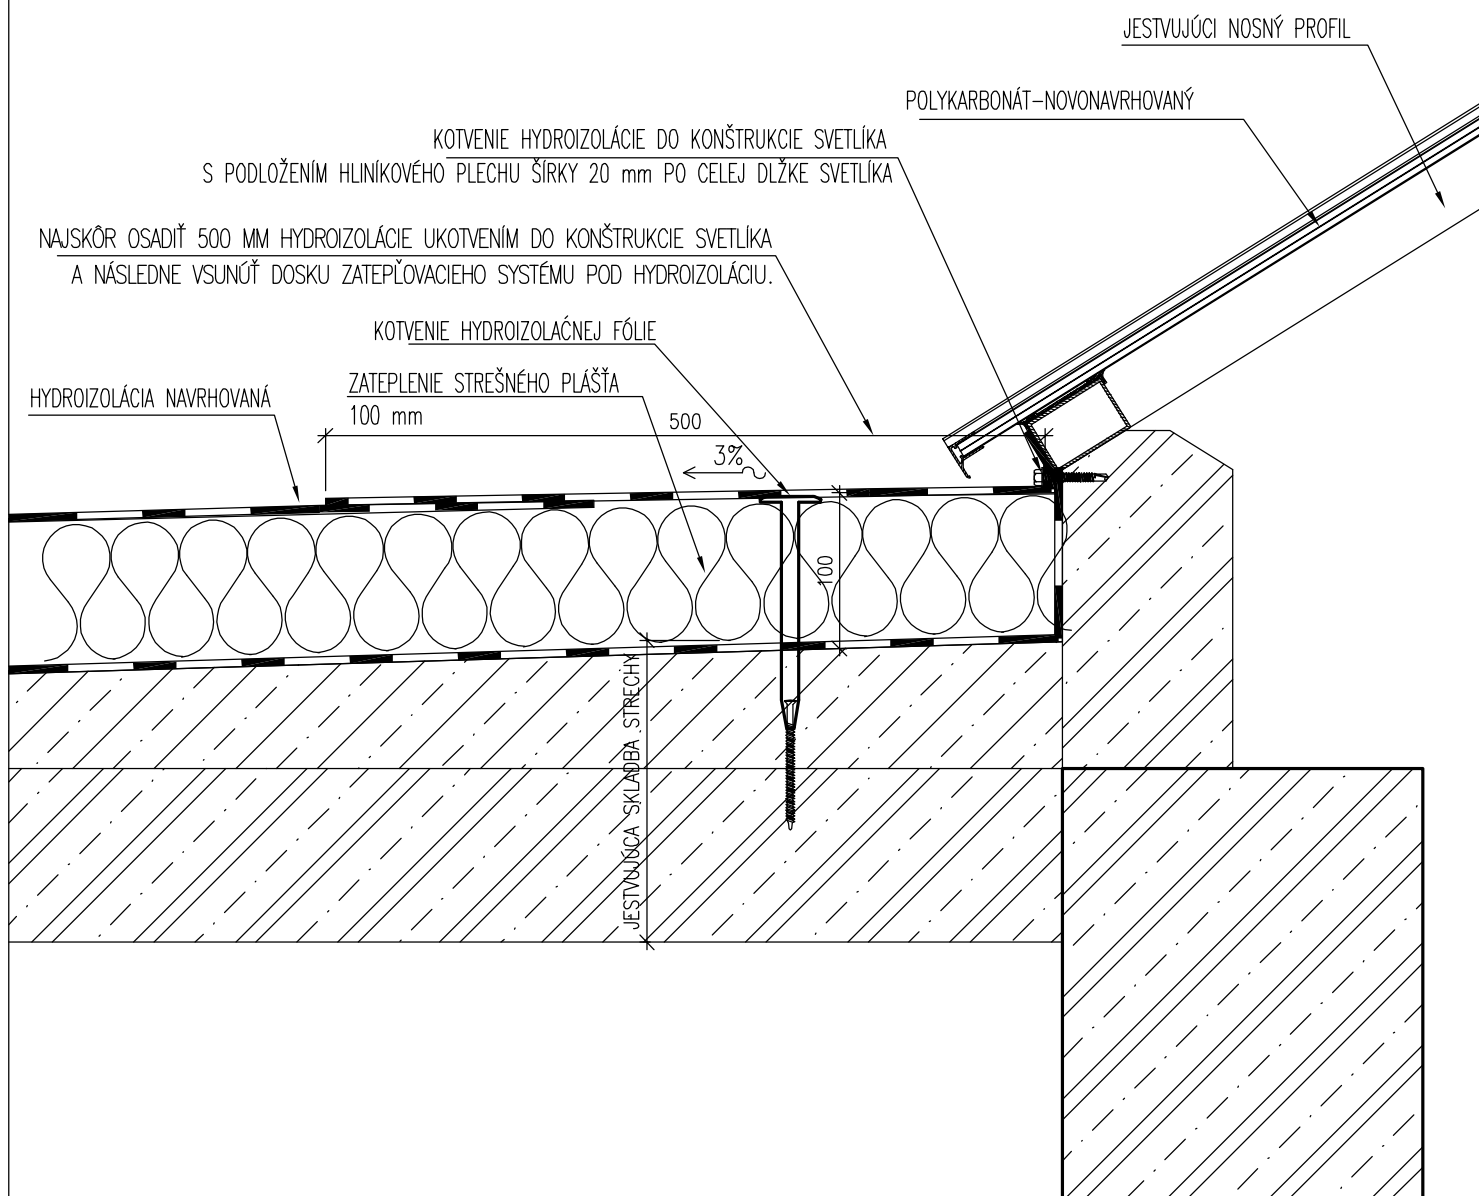 JESTVUJÚCI NOSNÝ PROFIL
POLYKARBONÁT-NOVONAVRHOVANÝ
KOTVENIE HYDROIZOLÁCIE DO KONŠTRUKCIE SVETLÍKA
S PODLOŽENÍM HLINÍKOVÉHO PLECHU ŠÍRKY 20 mm PO CELEJ DLŽKE SVETLÍKA
NAJSKÔR OSADIŤ 500 MM HYDROIZOLÁCIE UKOTVENÍM DO KONŠTRUKCIE SVETLÍKA
A NÁSLEDNE VSUNÚŤ DOSKU ZATEPĽOVACIEHO SYSTÉMU POD HYDROIZOLÁCIU.
KOTVENIE HYDROIZOLAČNEJ FÓLIE
ZATEPLENIE STREŠNÉHO PLÁŠŤA
100 mm
HYDROIZOLÁCIA NAVRHOVANÁ
500
3%
100
JESTVUJÚCA SKLADBA STRECHY